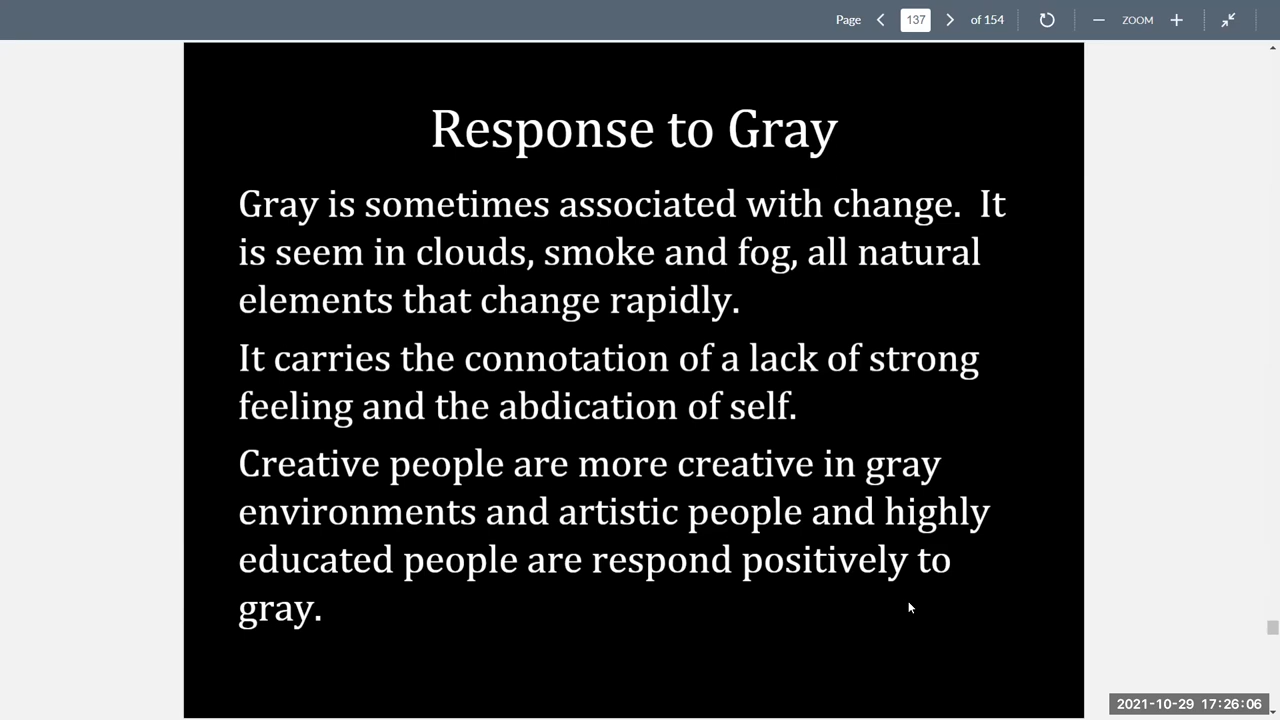 Page 137 of 154 ZOOM
Response to Gray
Gray is sometimes associated with change.  It
is seem in clouds, smoke and fog, all natural
elements that change rapidly.
It carries the connotation of a lack of strong
feeling and the abdication of self.
Creative people are more creative in gray
environments and artistic people and highly
educated people are respond positively to
gray.
2021-10-29 17:26:06